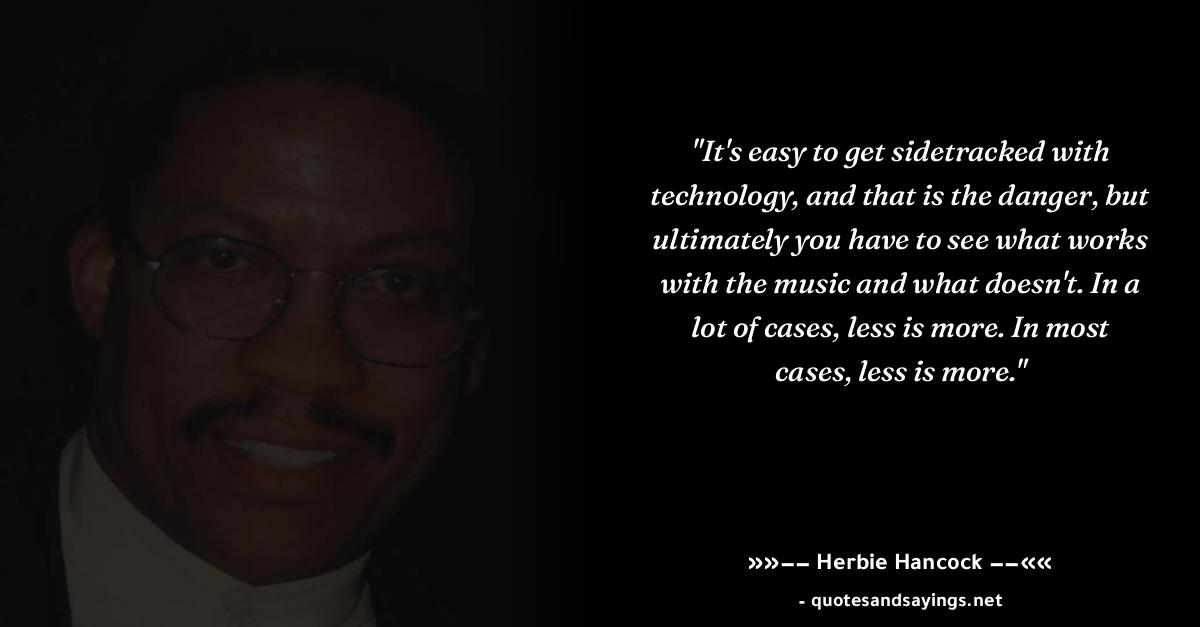 "It's easy to get sidetracked with
technology, and that is the danger, but
ultimately you have to see what works
with the music and what doesn't. In a
lot of cases, less is more. In most
cases, less is more."
»»–– Herbie Hancock ––««
- quotesandsayings.net